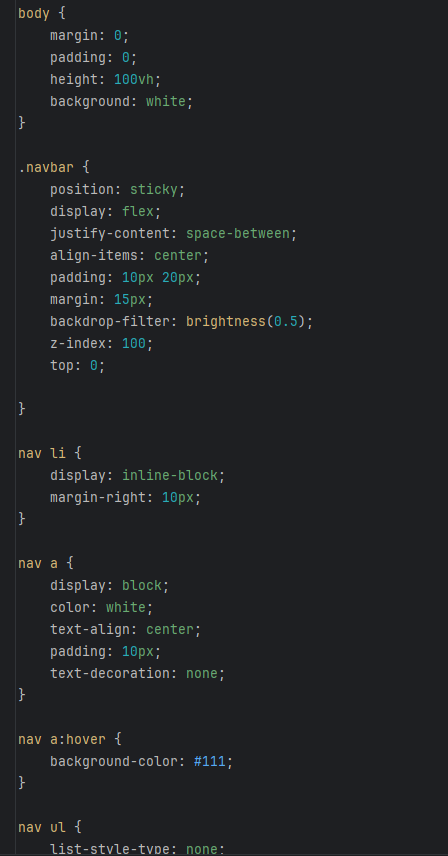 body {
    margin: 0;
    padding: 0;
    height: 100vh;
    background: white;
}

.navbar {
    position: sticky;
    display: flex;
    justify-content: space-between;
    align-items: center;
    padding: 10px 20px;
    margin: 15px;
    backdrop-filter: brightness(0.5);
    z-index: 100;
    top: 0;

}

nav li {
    display: inline-block;
    margin-right: 10px;
}

nav a {
    display: block;
    color: white;
    text-align: center;
    padding: 10px;
    text-decoration: none;
}

nav a:hover {
    background-color: #111;
}

nav ul {
    list-style-type: none;